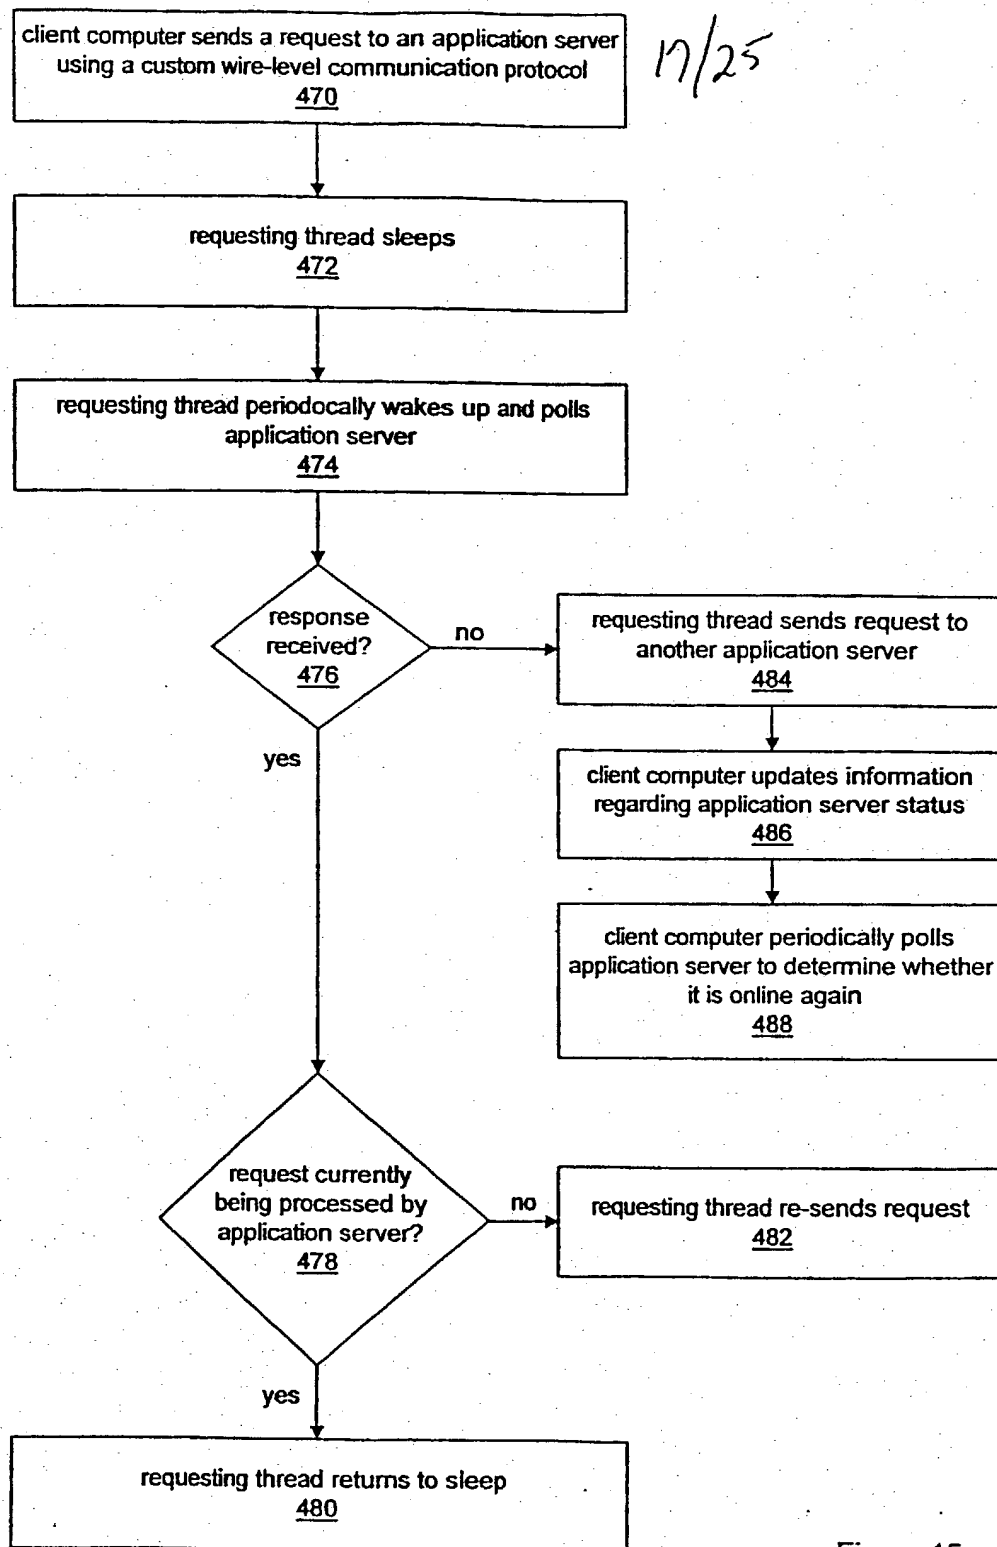 client computer sends a request to an application server
using a custom wire-level communication protocol
470
17/25
requesting thread sleeps
472
requesting thread periodocally wakes up and polls
application server
474
response
received?
476
no
yes
requesting thread sends request to
another application server
484
client computer updates information
regarding application server status
486
client computer periodically polls
application server to determine whether
it is online again
488
request currently
being processed by
application server?
478
no
yes
requesting thread re-sends request
482
requesting thread returns to sleep
480